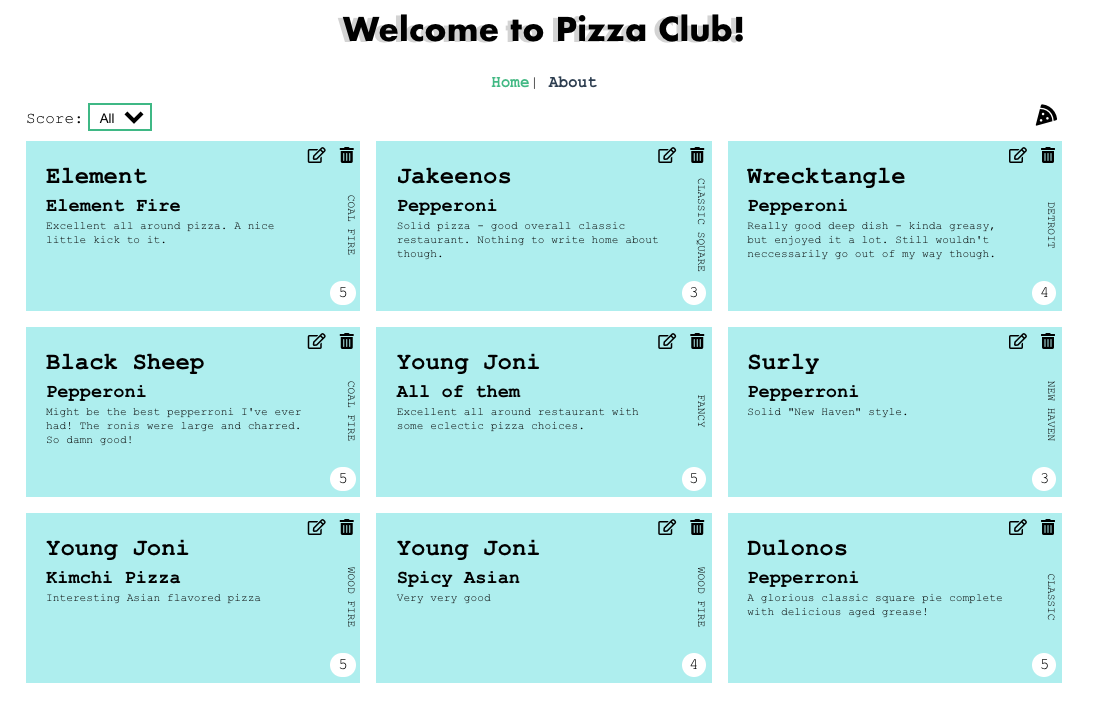 Welcome to Pizza Club!
Home| About
Score: All
Element
Element Fire
Excellent all around pizza. A nice
little kick to it.
COAL FIRE
5
Jakeenos
Pepperoni
Solid pizza - good overall classic
restaurant. Nothing to write home about
though.
CLASSIC SQUARE
3
Wrecktangle
Pepperoni
Really good deep dish - kinda greasy,
but enjoyed it a lot. Still wouldn't
neccessarily go out of my way though.
DETROIT
4
Black Sheep
Pepperoni
Might be the best pepperroni I've ever
had! The ronis were large and charred.
So damn good!
COAL FIRE
5
Young Joni
All of them
Excellent all around restaurant with
some eclectic pizza choices.
FANCY
5
Surly
Pepperroni
Solid "New Haven" style.
NEW HAVEN
3
Young Joni
Kimchi Pizza
Interesting Asian flavored pizza
WOOD FIRE
5
Young Joni
Spicy Asian
Very very good
WOOD FIRE
4
Dulonos
Pepperroni
A glorious classic square pie complete
with delicious aged grease!
CLASSIC
5